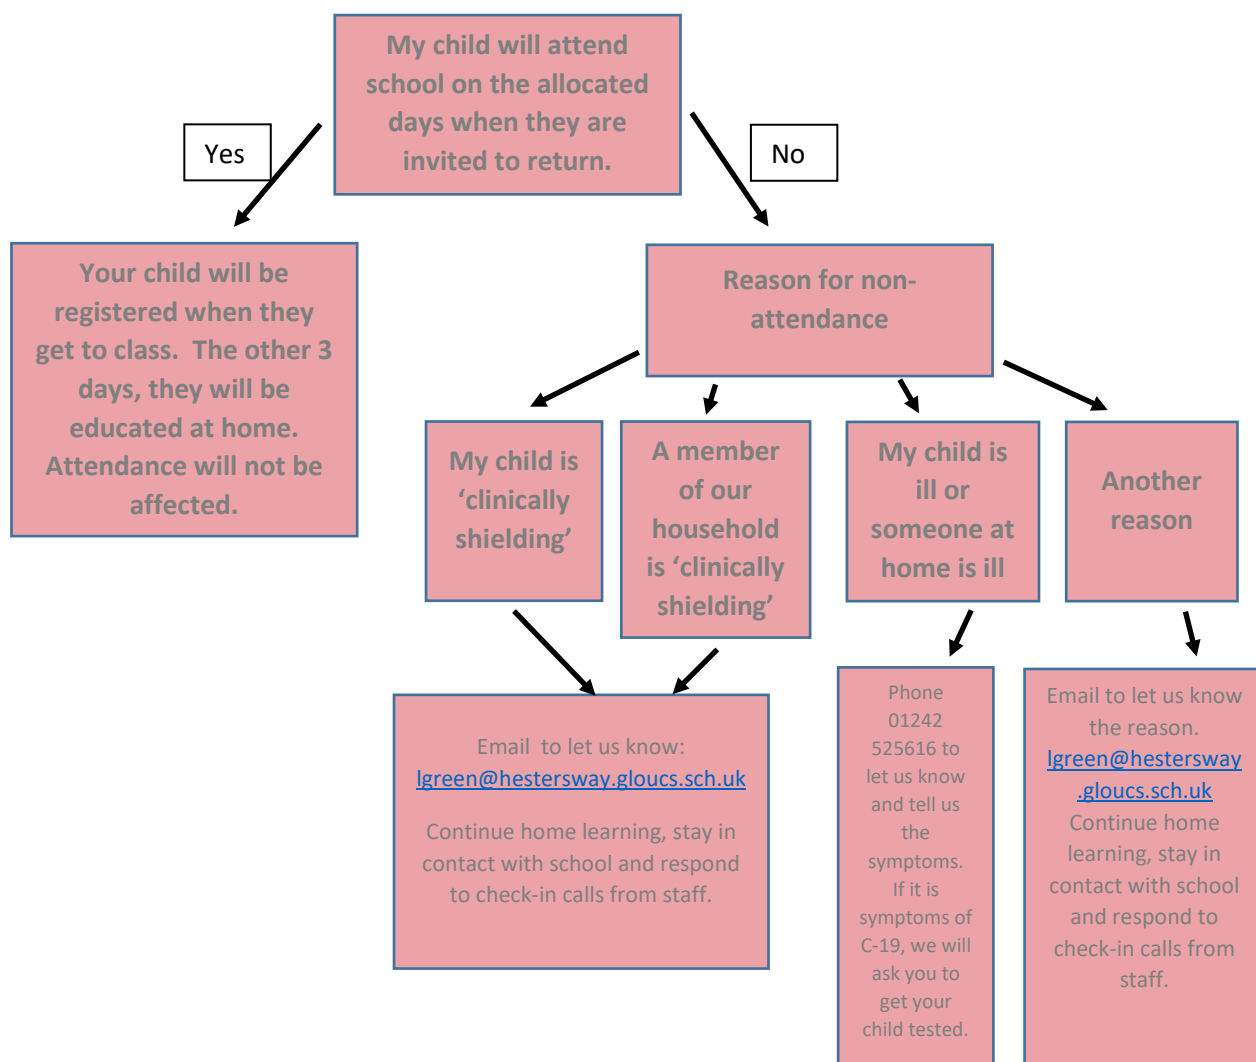 My child will attend
school on the allocated
days when they are
invited to return.
Yes
No
Your child will be
registered when they
get to class.  The other 3
days, they will be
educated at home.
Attendance will not be
affected.
Reason for non-
attendance
My child is
‘clinically
shielding’
A member
of our
household
is ‘clinically
shielding’
My child is
ill or
someone at
home is ill
Another
reason
Email  to let us know:
lgreen@hestersway.gloucs.sch.uk
Continue home learning, stay in
contact with school and respond
to check-in calls from staff.
Phone
01242
525616 to
let us know
and tell us
the
symptoms.
If it is
symptoms of
C-19, we will
ask you to
get your
child tested.
Email to let us know
the reason.
lgreen@hestersway
.gloucs.sch.uk
Continue home
learning, stay in
contact with school
and respond to
check-in calls from
staff.